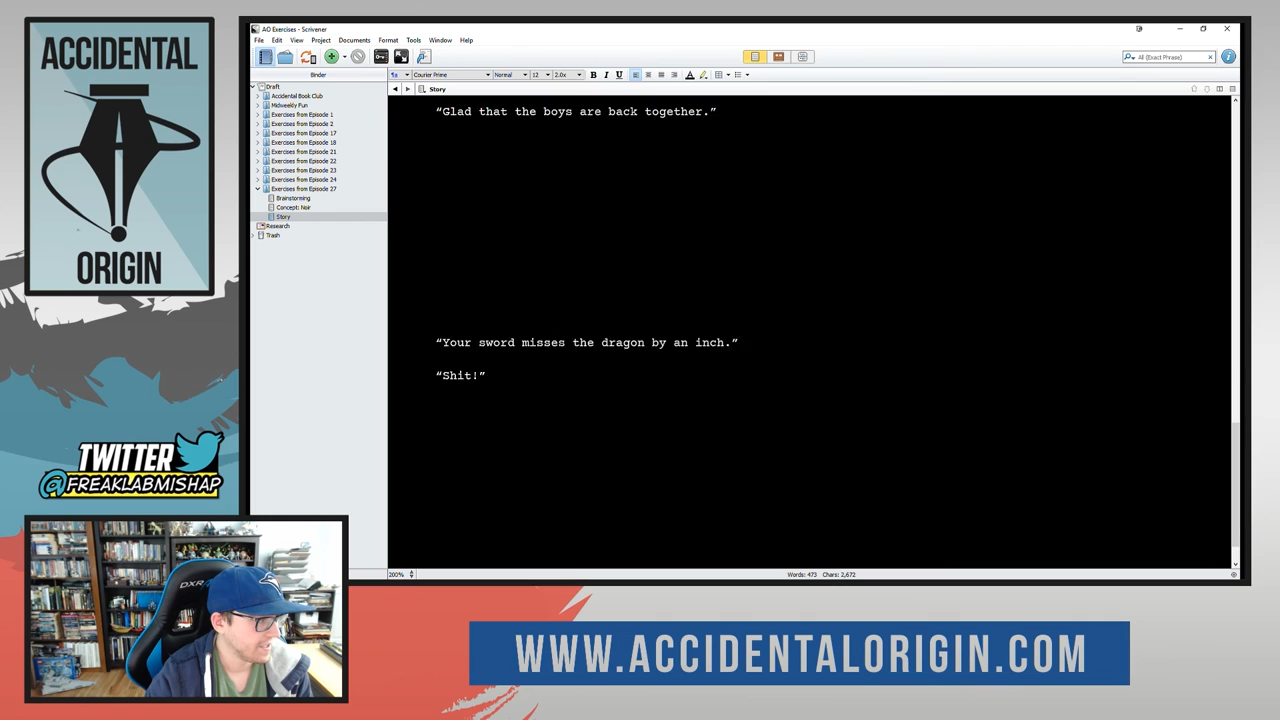 ACCIDENTAL
ORIGIN
TWITTER
@FREAKLABMISHAP
DXR
AO Exercises - Scrivener
File Edit View Project Documents Format Tools Window Help
All (Exact Phrase)
Binder
Courier Prime Normal 12 2.0x B I U A
Story
Draft
Accidental Book Club
Midweekly Fun
Exercises from Episode 1
Exercises from Episode 2
Exercises from Episode 17
Exercises from Episode 18
Exercises from Episode 21
Exercises from Episode 22
Exercises from Episode 23
Exercises from Episode 24
Exercises from Episode 27
Brainstorming
Concept: Noir
Story
Research
Trash
“Glad that the boys are back together.”
“Your sword misses the dragon by an inch.”
“Shit!”
200%
Words: 473 Chars: 2,672
WWW.ACCIDENTALORIGIN.COM